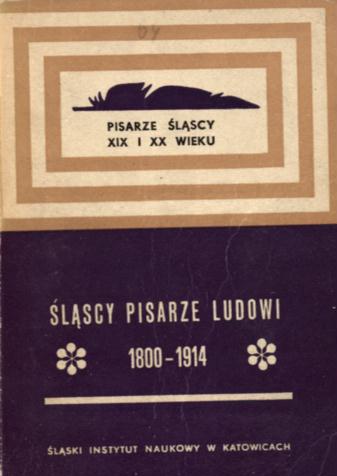 PISARZE ŚLĄSCY
XIX I XX WIEKU
ŚLĄSCY PISARZE LUDOWI
1800-1914
ŚLĄSKI INSTYTUT NAUKOWY W KATOWICACH